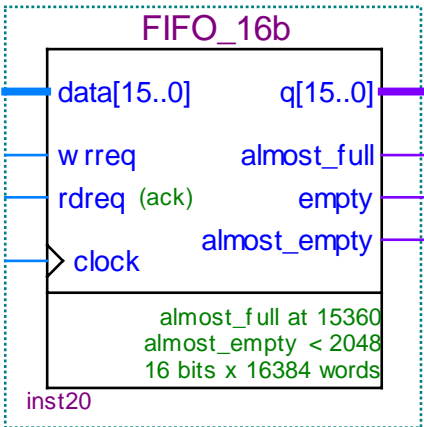 FIFO_16b
data[15..0] q[15..0]
wrreq almost_full
rdreq (ack) empty
almost_empty
clock
almost_full at 15360
almost_empty < 2048
16 bits x 16384 words
inst20